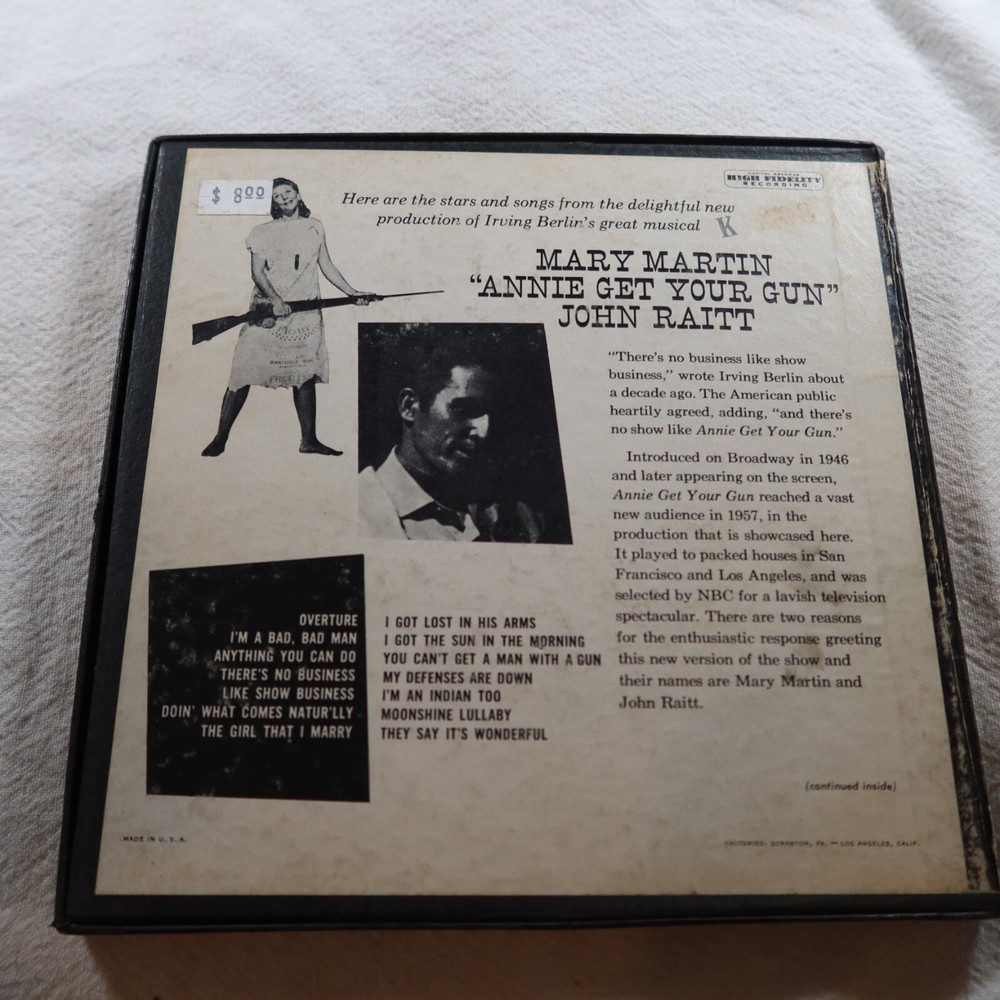 $ 8.00
CAPITOL RECORDS
HIGH FIDELITY
RECORDING
Here are the stars and songs from the delightful new
production of Irving Berlin's great musical
K
MARY MARTIN
"ANNIE GET YOUR GUN"
JOHN RAITT
"There's no business like show
business," wrote Irving Berlin about
a decade ago. The American public
heartily agreed, adding, "and there's
no show like Annie Get Your Gun."
Introduced on Broadway in 1946
and later appearing on the screen,
Annie Get Your Gun reached a vast
new audience in 1957, in the
production that is showcased here.
It played to packed houses in San
Francisco and Los Angeles, and was
selected by NBC for a lavish television
spectacular. There are two reasons
for the enthusiastic response greeting
this new version of the show and
their names are Mary Martin and
John Raitt.
OVERTURE
I'M A BAD, BAD MAN
ANYTHING YOU CAN DO
THERE'S NO BUSINESS
LIKE SHOW BUSINESS
DOIN' WHAT COMES NATUR'LLY
THE GIRL THAT I MARRY
I GOT LOST IN HIS ARMS
I GOT THE SUN IN THE MORNING
YOU CAN'T GET A MAN WITH A GUN
MY DEFENSES ARE DOWN
I'M AN INDIAN TOO
MOONSHINE LULLABY
THEY SAY IT'S WONDERFUL
(continued inside)
MADE IN U. S. A.
FACTORIES: SCRANTON, PA. — LOS ANGELES, CALIF.